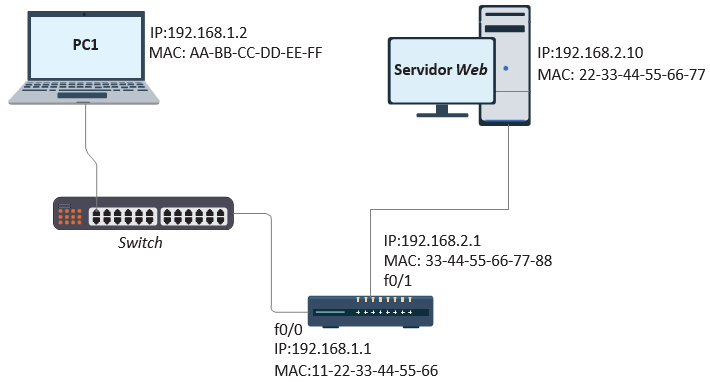 PC1
IP:192.168.1.2
MAC: AA-BB-CC-DD-EE-FF
Servidor Web
IP:192.168.2.10
MAC: 22-33-44-55-66-77
Switch
IP:192.168.2.1
MAC: 33-44-55-66-77-88
f0/1
f0/0
IP:192.168.1.1
MAC:11-22-33-44-55-66